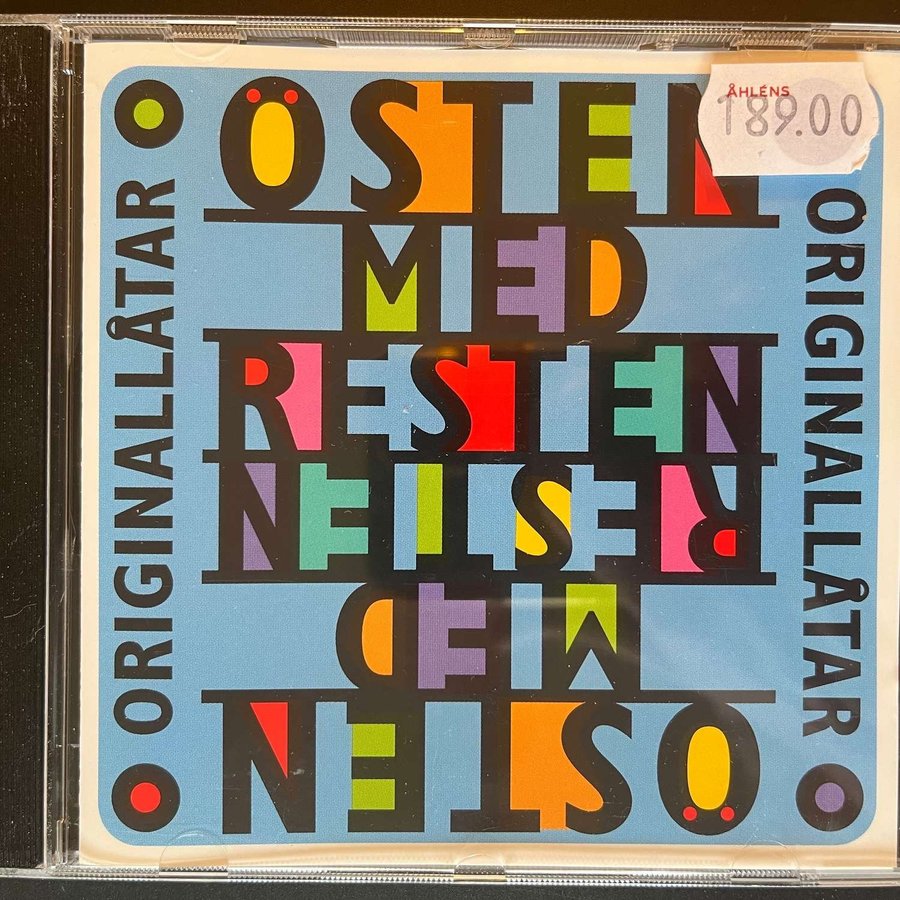 ÖSTEN
MED
RESTEN
RESTEN
MED
ÖSTEN
ORIGINALLÅTAR
ORIGINALLÅTAR
ÅHLÉNS
189.00